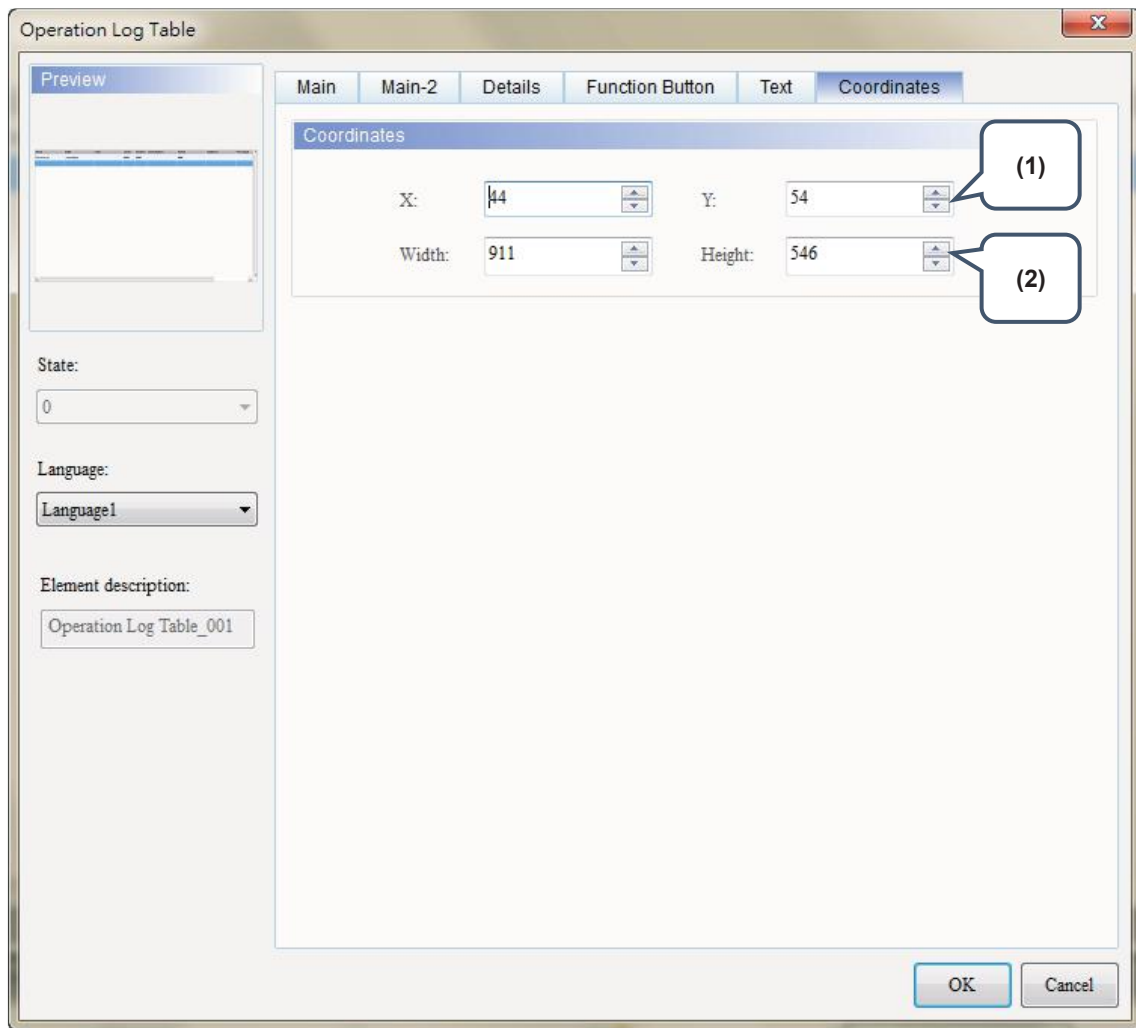 Operation Log Table
Preview
Main Main-2 Details Function Button Text Coordinates
Coordinates
X: 44 Y: 54
(1)
Width: 911 Height: 546
(2)
State:
0
Language:
Language1
Element description:
Operation Log Table_001
OK Cancel